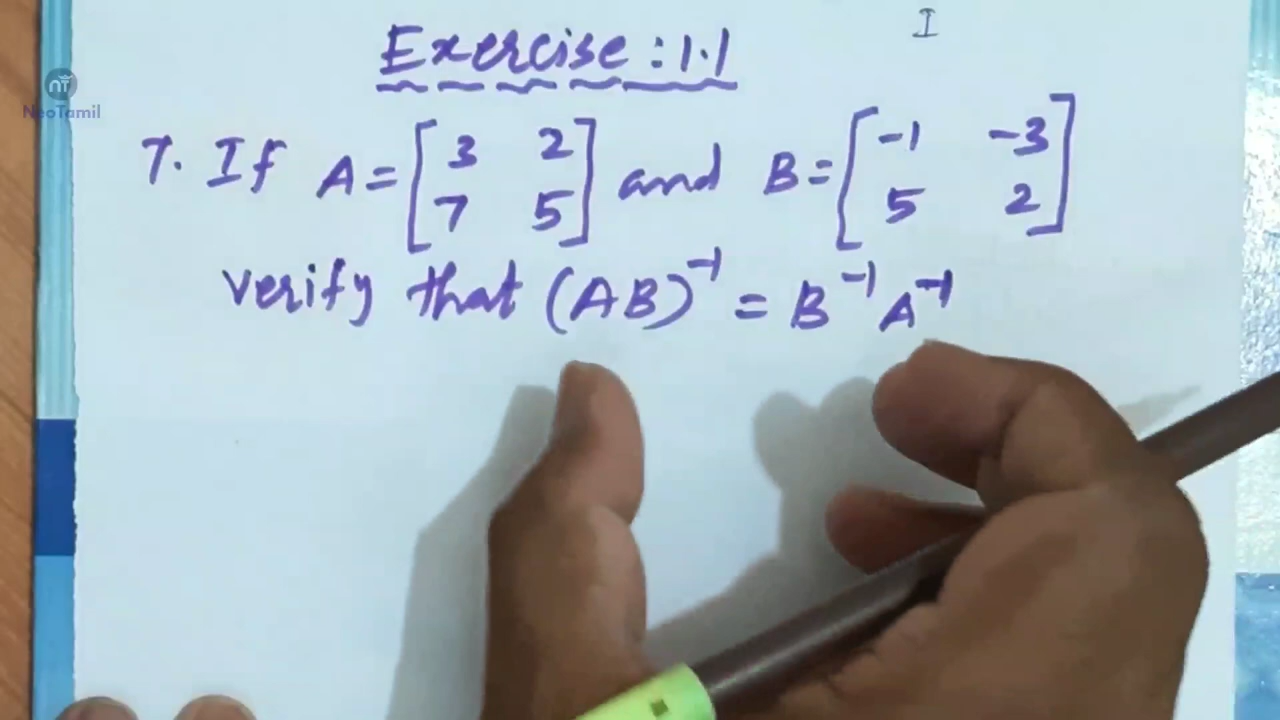 I
Exercise : 1.1
NT
NeoTamil
7. If A = [ 3 2 ] and B = [ -1 -3 ]
[ 7 5 ] [ 5 2 ]
verify that (AB)⁻¹ = B⁻¹ A⁻¹